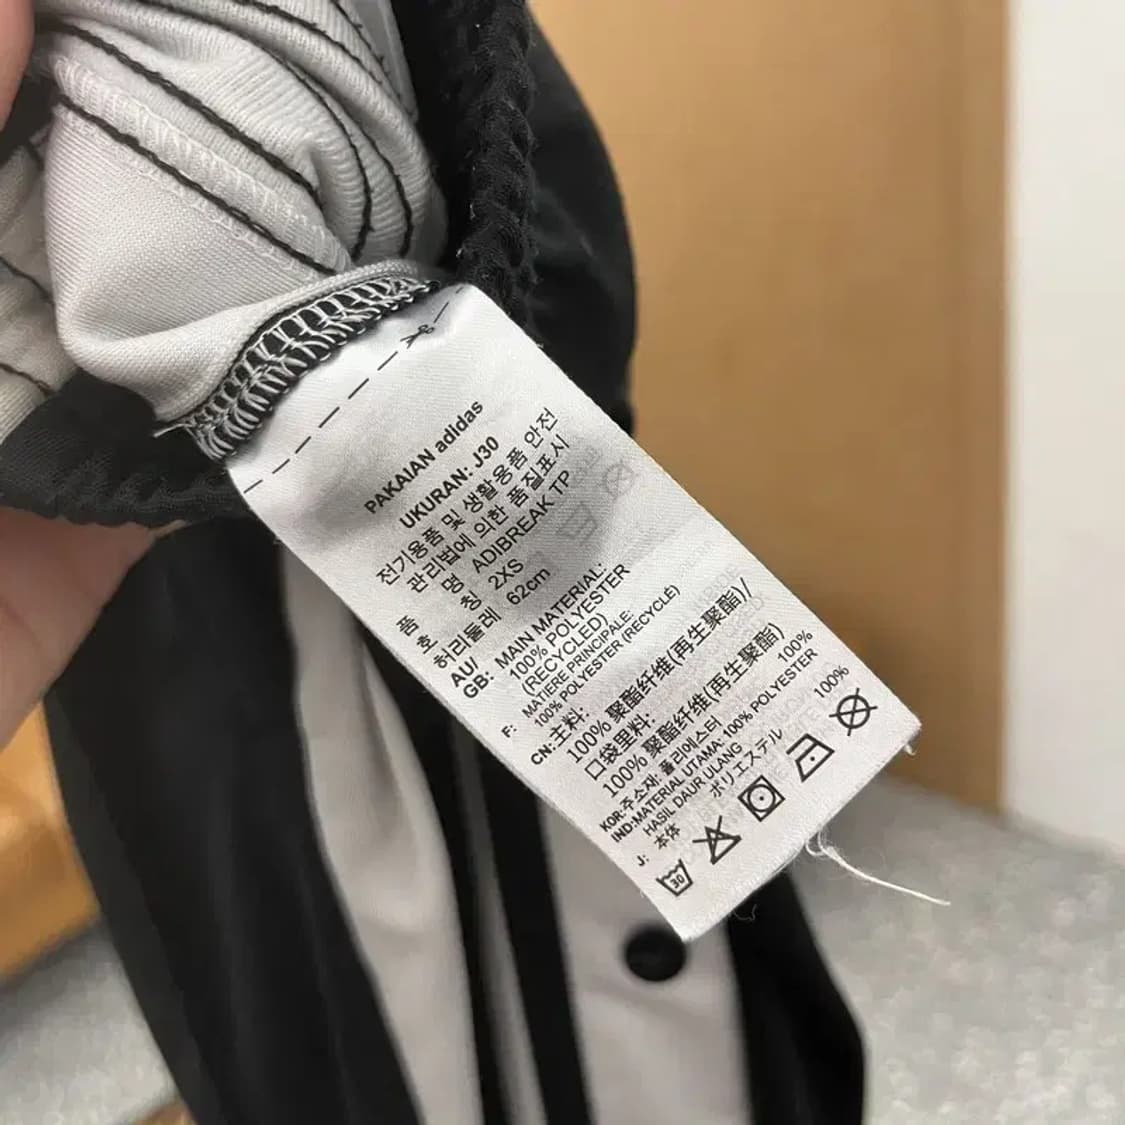 PAKAIAN adidas
UKURAN: J30
전기용품 및 생활용품 안전
관리법에 의한 품질표시
품 명 ADIBREAK TP
호 칭 2XS
허리둘레 62cm
AU/
GB: MAIN MATERIAL:
100% POLYESTER
(RECYCLED)
F: MATIERE PRINCIPALE:
100% POLYESTER (RECYCLÉ)
CN: 主料:
100% 聚酯纤维(再生聚酯)/
口袋里料:
100% 聚酯纤维(再生聚酯)
KOR: 주소재: 폴리에스터 100%
IND: MATERIAL UTAMA: 100% POLYESTER
HASIL DAUR ULANG
J: 本体 ポリエステル 100%
30